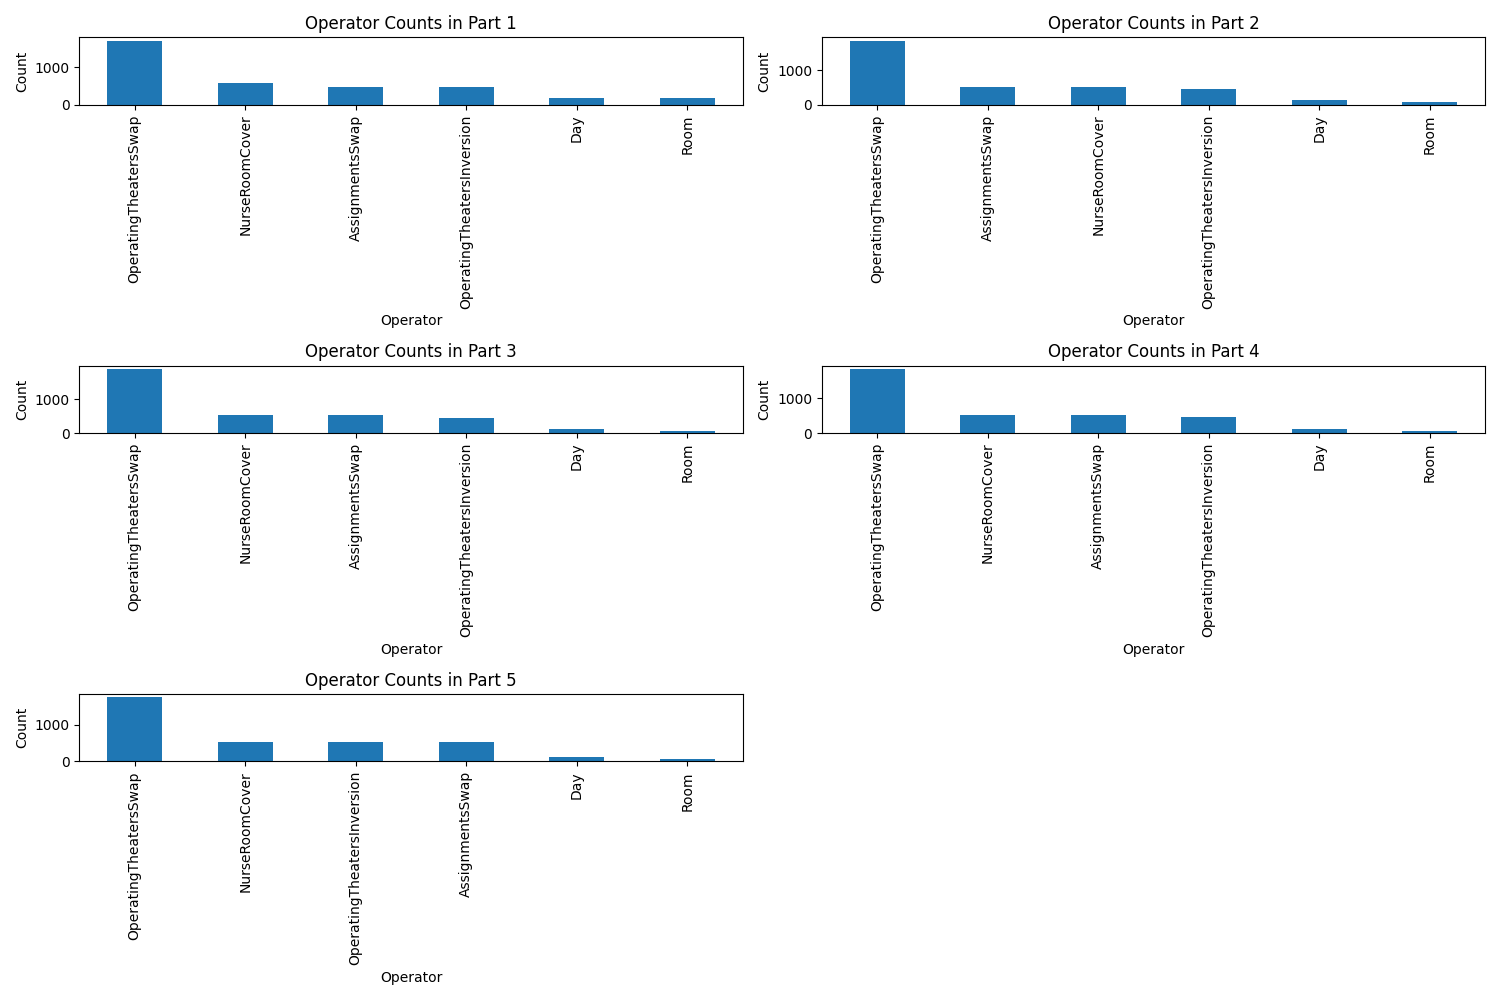 Operator Counts in Part 1
Count
1000
0
OperatingTheatersSwap
NurseRoomCover
AssignmentsSwap
OperatingTheatersInversion
Day
Room
Operator
Operator Counts in Part 2
Count
1000
0
OperatingTheatersSwap
AssignmentsSwap
NurseRoomCover
OperatingTheatersInversion
Day
Room
Operator
Operator Counts in Part 3
Count
1000
0
OperatingTheatersSwap
NurseRoomCover
AssignmentsSwap
OperatingTheatersInversion
Day
Room
Operator
Operator Counts in Part 4
Count
1000
0
OperatingTheatersSwap
NurseRoomCover
AssignmentsSwap
OperatingTheatersInversion
Day
Room
Operator
Operator Counts in Part 5
Count
1000
0
OperatingTheatersSwap
NurseRoomCover
OperatingTheatersInversion
AssignmentsSwap
Day
Room
Operator